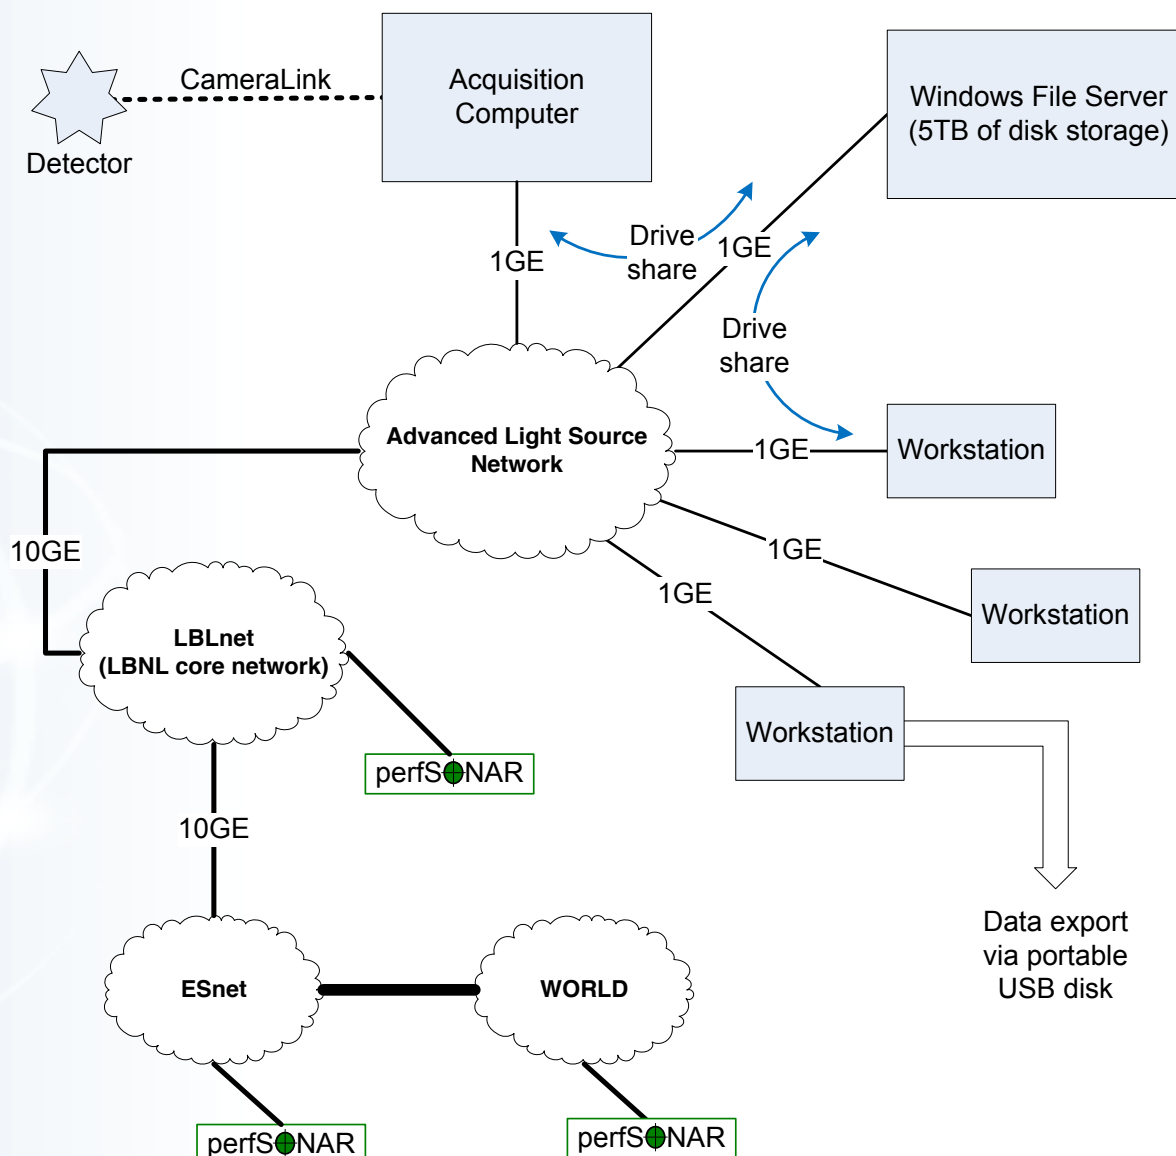 CameraLink
Detector
Acquisition
Computer
Windows File Server
(5TB of disk storage)
1GE
Drive
share
1GE
Drive
share
Advanced Light Source
Network
1GE
Workstation
1GE
Workstation
1GE
Workstation
10GE
LBLnet
(LBNL core network)
perfSONAR
10GE
Data export
via portable
USB disk
ESnet
WORLD
perfSONAR
perfSONAR